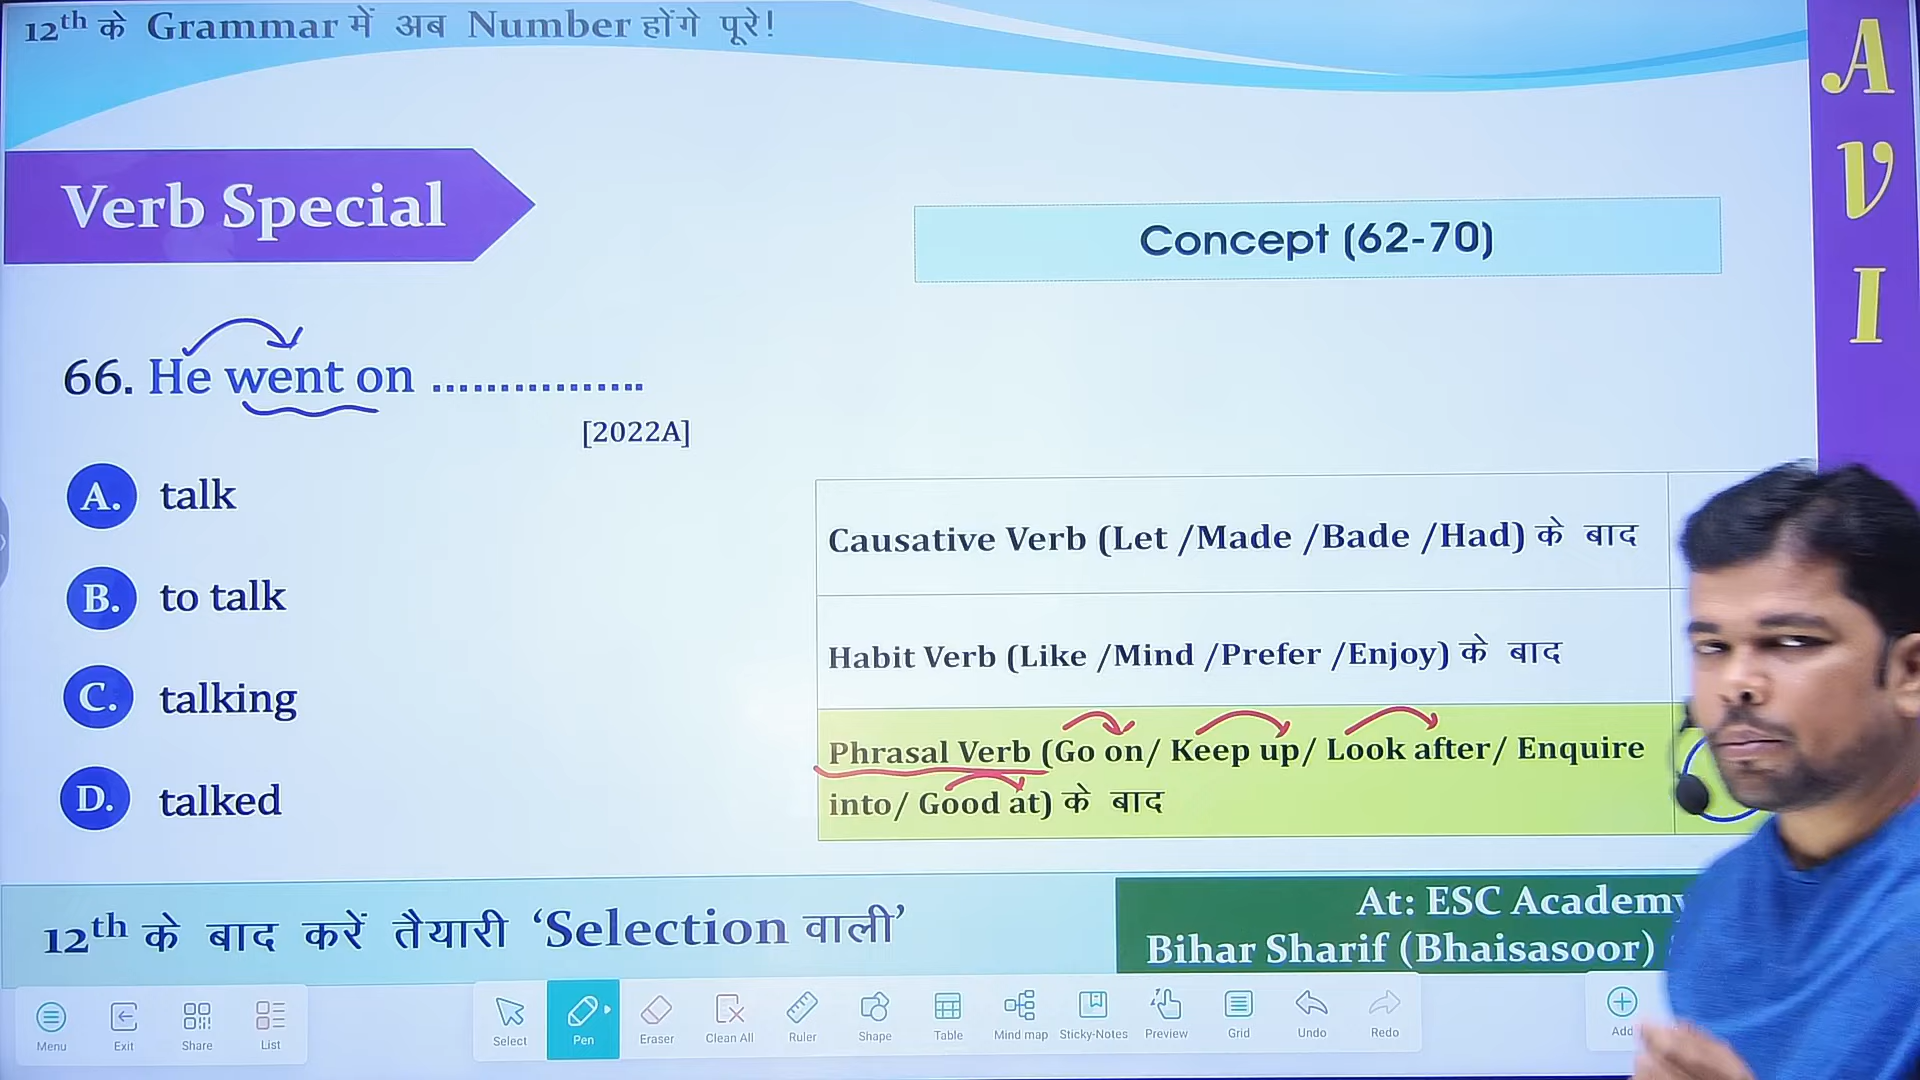 12th के Grammar में अब Number होंगे पूरे!
A
V
I
Verb Special
Concept (62-70)
66. He went on ................
[2022A]
A. talk
B. to talk
C. talking
D. talked
Causative Verb (Let /Made /Bade /Had) के बाद
Habit Verb (Like /Mind /Prefer /Enjoy) के बाद
Phrasal Verb (Go on/ Keep up/ Look after/ Enquire
into/ Good at) के बाद
12th के बाद करें तैयारी ‘Selection वाली’
At: ESC Academy
Bihar Sharif (Bhaisasoor)
Menu
Exit
Share
List
Select
Pen
Eraser
Clean All
Ruler
Shape
Table
Mind map
Sticky-Notes
Preview
Grid
Undo
Redo
Add